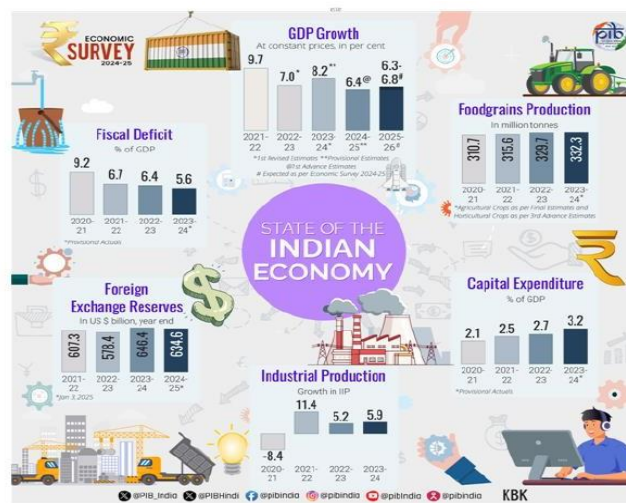 KBK
ECONOMIC
SURVEY
2024-25
GDP Growth
At constant prices, in per cent
9.7
7.0*
8.2**
6.4@
6.3-
6.8#
2021-
22
2022-
23
2023-
24*
2024-
25**
2025-
26#
*1st Revised Estimates **Provisional Estimates
@1st Advance Estimates
# Expected as per Economic Survey 2024-25
pib
Fiscal Deficit
% of GDP
9.2
6.7
6.4
5.6
2020-
21
2021-
22
2022-
23
2023-
24*
*Provisional Actuals
Foodgrains Production
In million tonnes
310.7
315.6
329.7
332.3
2020-
21
2021-
22
2022-
23
2023-
24*
*Agricultural Crops as per Final Estimates and
Horticultural Crops as per 3rd Advance Estimates
STATE OF THE
INDIAN
ECONOMY
Foreign
Exchange Reserves
In US $ billion, year end
607.3
578.4
646.4
634.6
2021-
22
2022-
23
2023-
24
2024-
25*
*Jan 3, 2025
Capital Expenditure
% of GDP
2.1
2.5
2.7
3.2
2020-
21
2021-
22
2022-
23
2023-
24*
*Provisional Actuals
Industrial Production
Growth in IIP
-8.4
11.4
5.2
5.9
2020-
21
2021-
22
2022-
23
2023-
24
@PIB_India @PIBHindi @pibindia @pibindia @pibindia @pibindia
KBK